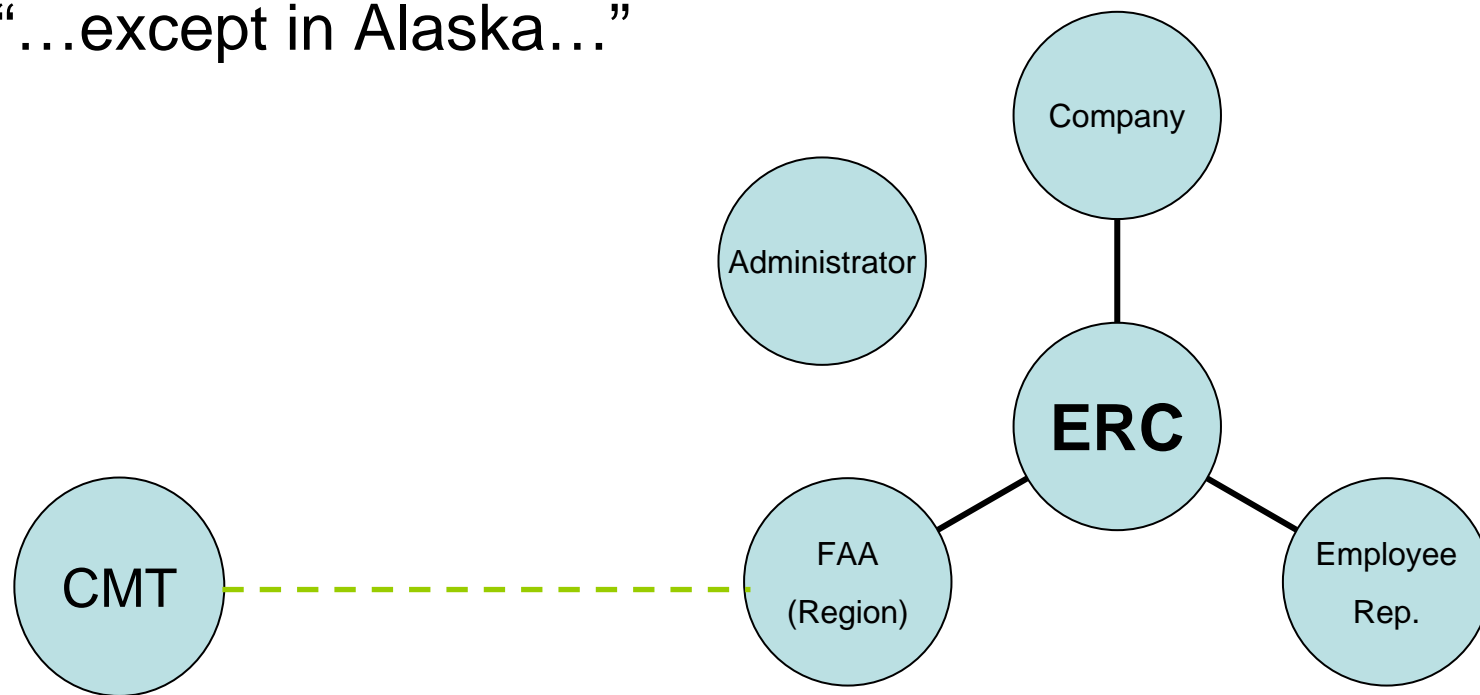 “…except in Alaska…”
Company
Administrator
ERC
FAA
(Region)
Employee
Rep.
CMT